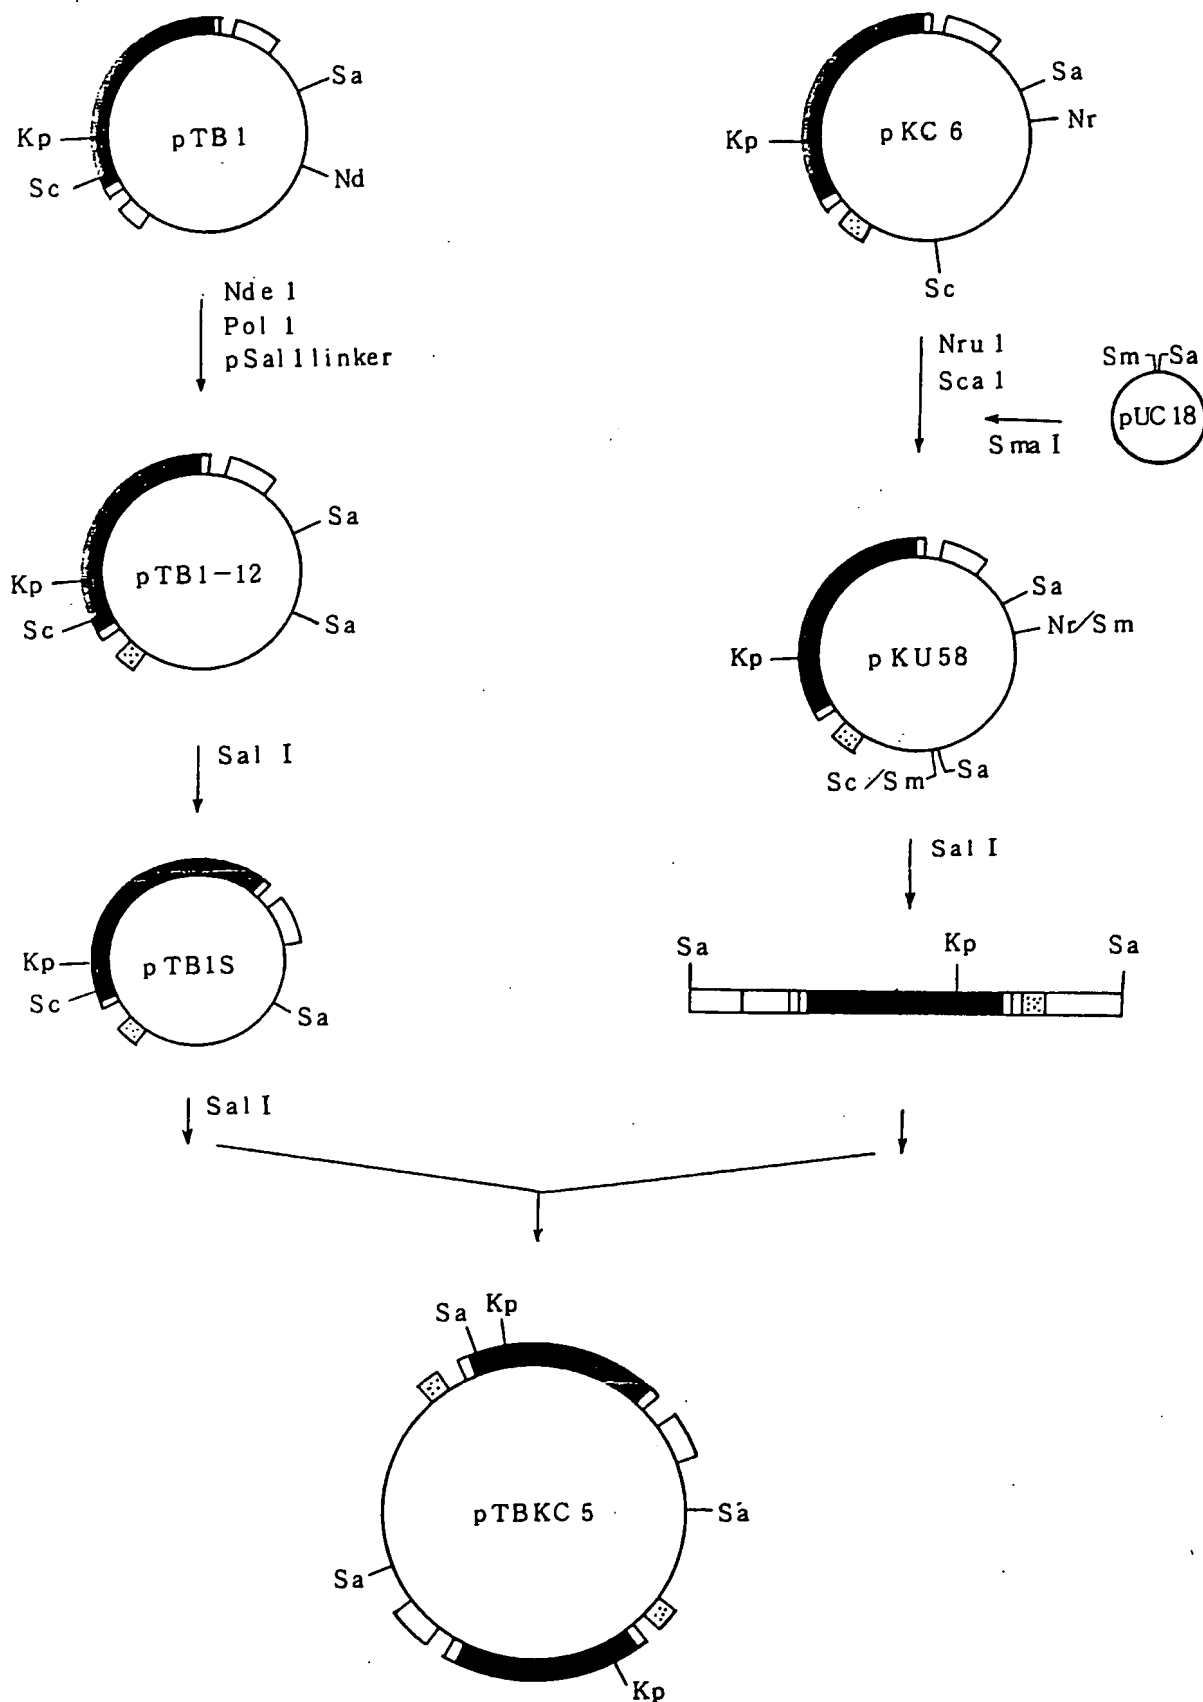 Sa
Kp
pTB1
Sc
Nd
Nde 1
Pol 1
pSal1linker
Sa
Kp
pTB1-12
Sc
Sa
Sal I
Kp
pTB1S
Sc
Sa
Sal I
Sa
Nr
Kp
pKC6
Sc
Nru 1
Sca 1
Sm
Sa
pUC18
Sma I
Sa
Nr/Sm
Kp
pKU58
Sc/Sm
Sa
Sal I
Sa
Kp
Sa
Sa
Kp
pTBKC5
Sa
Sa
Kp